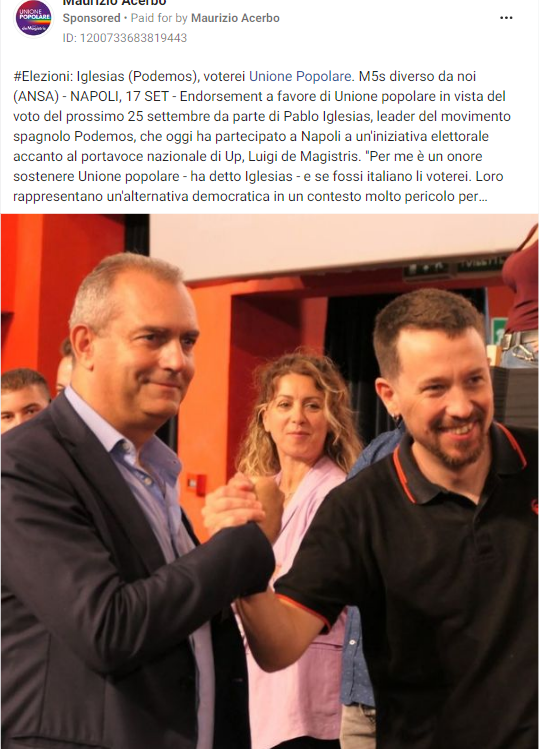 Maurizio Acerbo
UNIONE
POPOLARE
de Magistris
Sponsored • Paid for by Maurizio Acerbo
ID: 1200733683819443
#Elezioni: Iglesias (Podemos), voterei Unione Popolare. M5s diverso da noi
(ANSA) - NAPOLI, 17 SET - Endorsement a favore di Unione popolare in vista del
voto del prossimo 25 settembre da parte di Pablo Iglesias, leader del movimento
spagnolo Podemos, che oggi ha partecipato a Napoli a un'iniziativa elettorale
accanto al portavoce nazionale di Up, Luigi de Magistris. "Per me è un onore
sostenere Unione popolare - ha detto Iglesias - e se fossi italiano li voterei. Loro
rappresentano un'alternativa democratica in un contesto molto pericolo per...